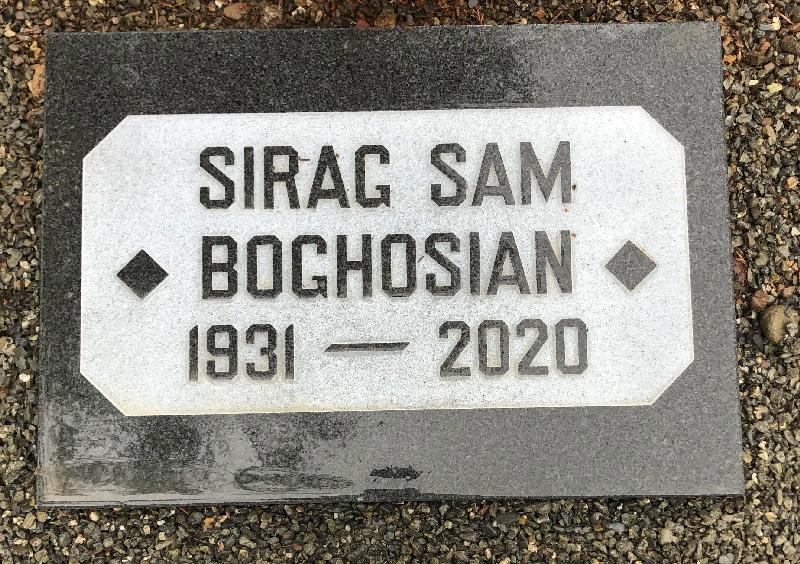 SIRAG SAM
BOGHOSIAN
1931 — 2020